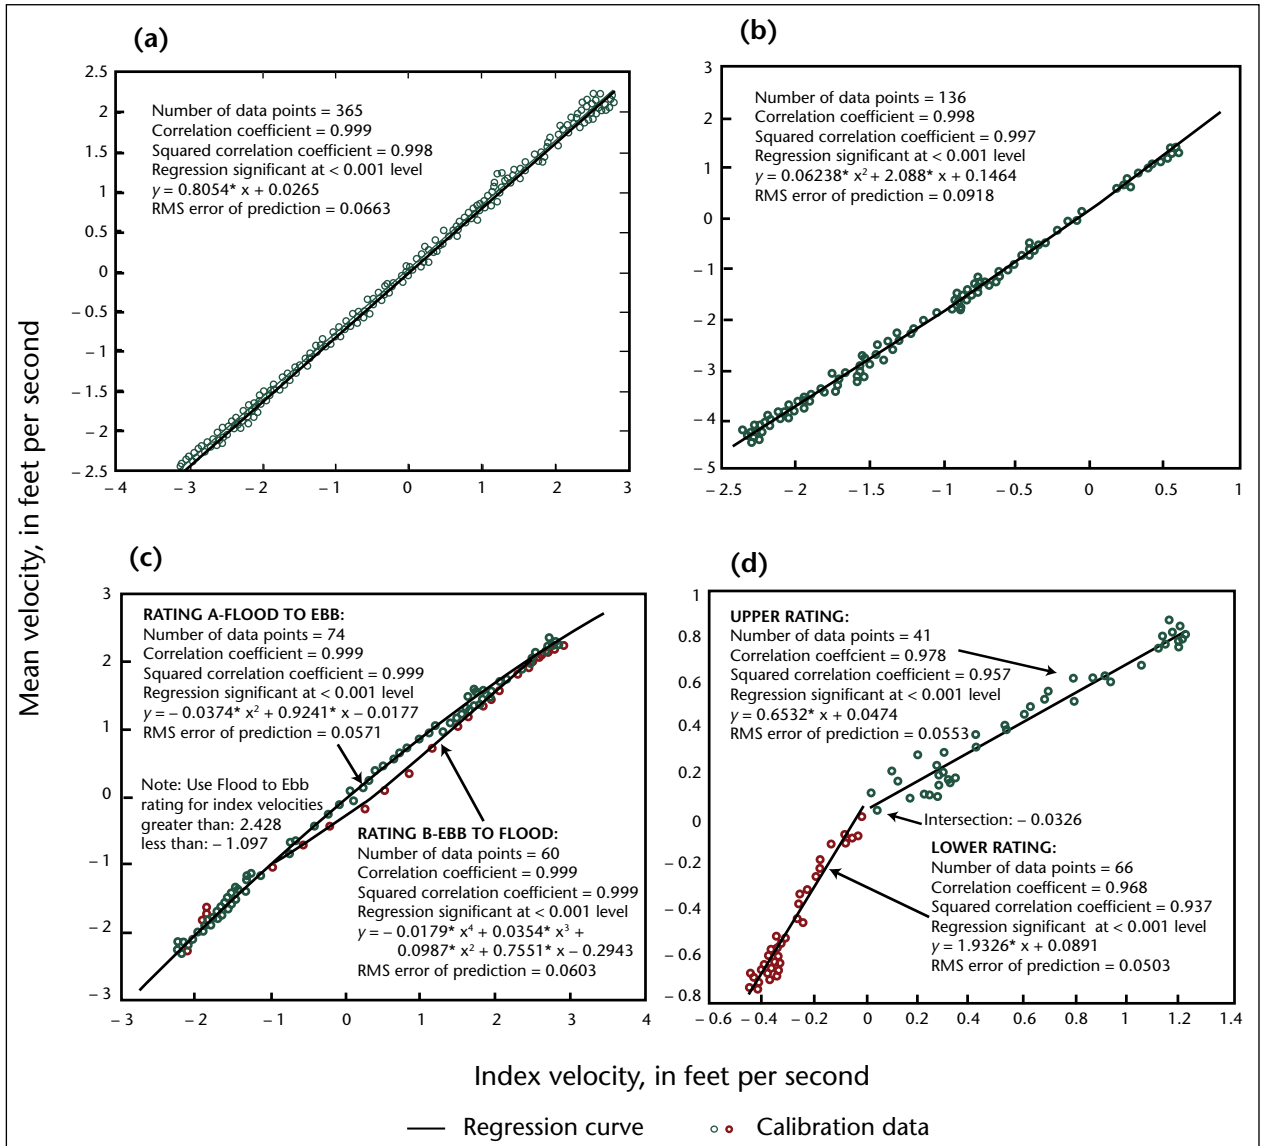 (a)
2.5
2
1.5
1
0.5
0
– 0.5
– 1
– 1.5
– 2
– 2.5
– 4
– 3
– 2
– 1
0
1
2
3
Number of data points = 365
Correlation coefficient = 0.999
Squared correlation coefficient = 0.998
Regression significant at < 0.001 level
y = 0.8054* x + 0.0265
RMS error of prediction = 0.0663
(b)
3
2
1
0
– 1
– 2
– 3
– 4
– 5
– 2.5
– 2
– 1.5
– 1
– 0.5
0
0.5
1
Number of data points = 136
Correlation coefficient = 0.998
Squared correlation coefficient = 0.997
Regression significant at < 0.001 level
y = 0.06238* x² + 2.088* x + 0.1464
RMS error of prediction = 0.0918
Mean velocity, in feet per second
(c)
3
2
1
0
– 1
– 2
– 3
– 3
– 2
– 1
0
1
2
3
4
RATING A-FLOOD TO EBB:
Number of data points = 74
Correlation coefficient = 0.999
Squared correlation coefficient = 0.999
Regression significant at < 0.001 level
y = – 0.0374* x² + 0.9241* x – 0.0177
RMS error of prediction = 0.0571
Note: Use Flood to Ebb
rating for index velocities
greater than: 2.428
less than: – 1.097
RATING B-EBB TO FLOOD:
Number of data points = 60
Correlation coefficient = 0.999
Squared correlation coefficient = 0.999
Regression significant at < 0.001 level
y = – 0.0179* x⁴ + 0.0354* x³ +
0.0987* x² + 0.7551* x – 0.2943
RMS error of prediction = 0.0603
(d)
1
0.8
0.6
0.4
0.2
0
– 0.2
– 0.4
– 0.6
– 0.8
– 0.6
– 0.4
– 0.2
0
0.2
0.4
0.6
0.8
1
1.2
1.4
UPPER RATING:
Number of data points = 41
Correlation coeffcient = 0.978
Squared correlation coefficient = 0.957
Regression significant at < 0.001 level
y = 0.6532* x + 0.0474
RMS error of prediction = 0.0553
Intersection: – 0.0326
LOWER RATING:
Number of data points = 66
Correlation coefficient = 0.968
Squared correlation coefficient = 0.937
Regression significant at < 0.001 level
y = 1.9326* x + 0.0891
RMS error of prediction = 0.0503
Index velocity, in feet per second
Regression curve
Calibration data